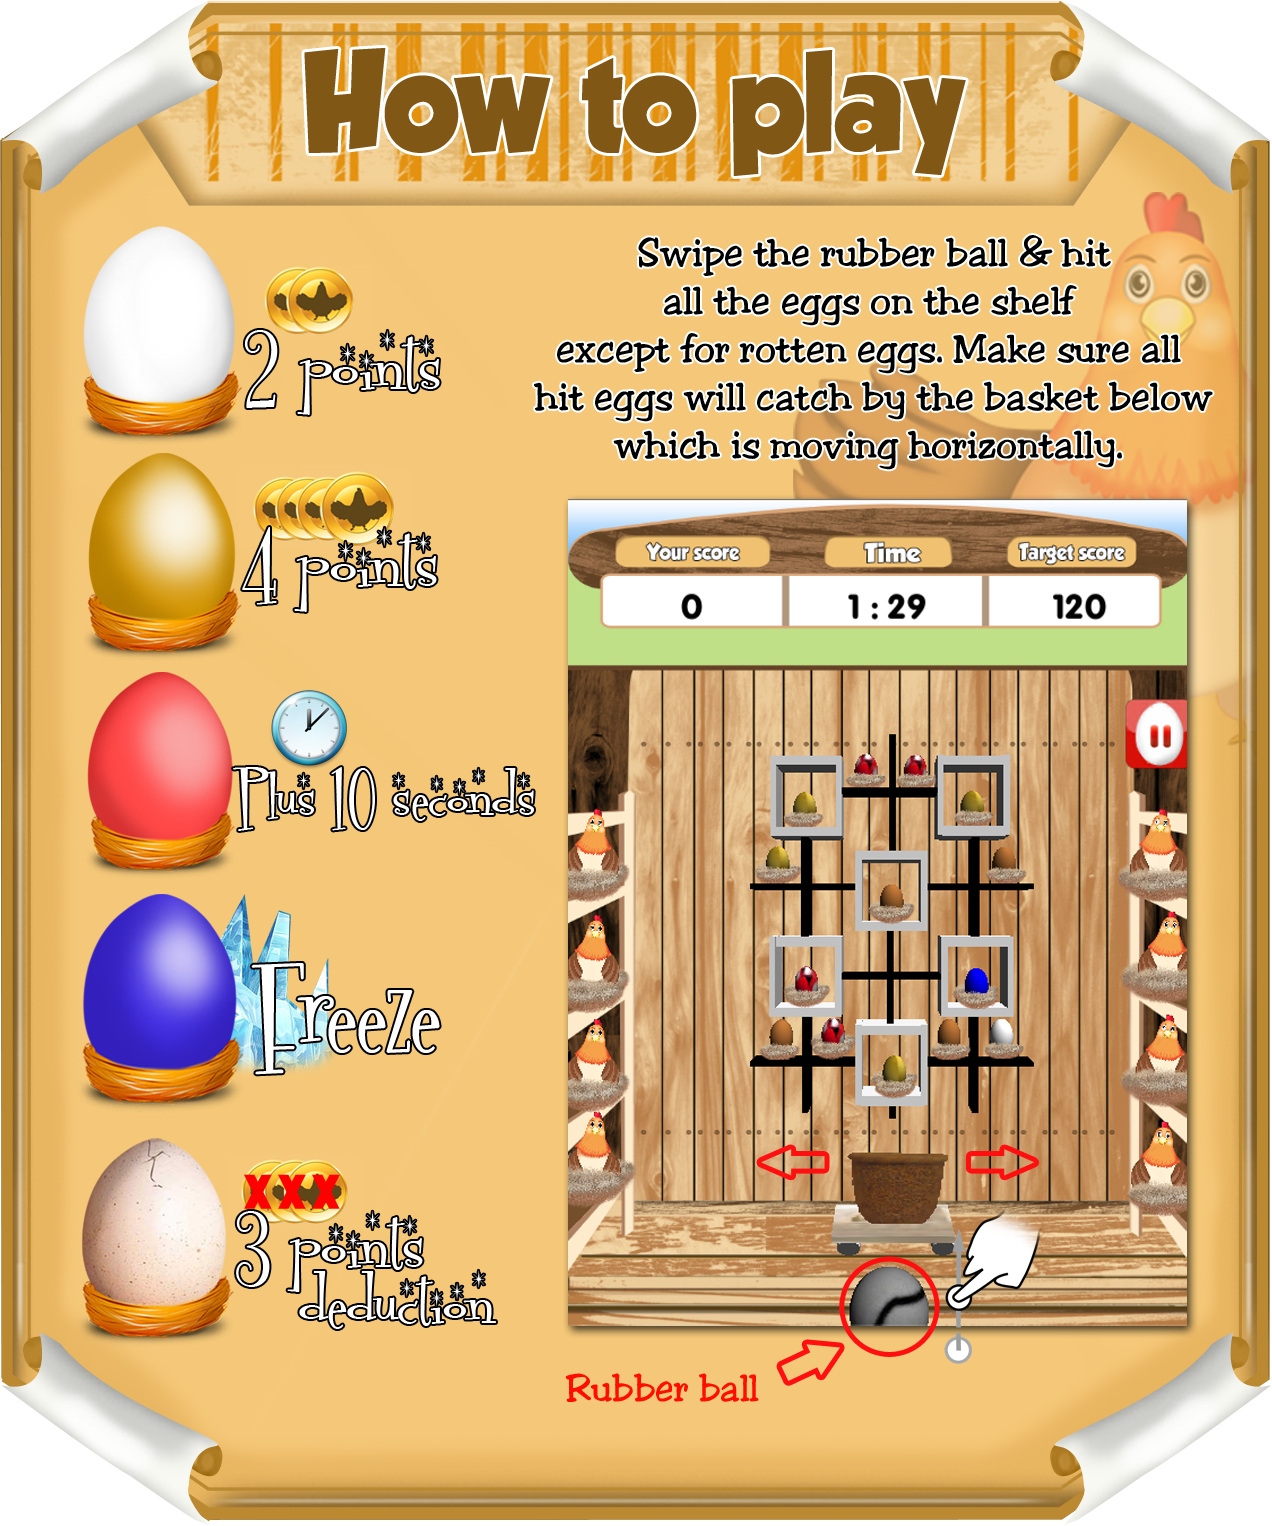 How to play
2 points
4 points
Plus 10 seconds
Freeze
XXX
3 points
deduction
Swipe the rubber ball & hit
all the eggs on the shelf
except for rotten eggs. Make sure all
hit eggs will catch by the basket below
which is moving horizontally.
Your score Time Target score
0 1 : 29 120
Rubber ball